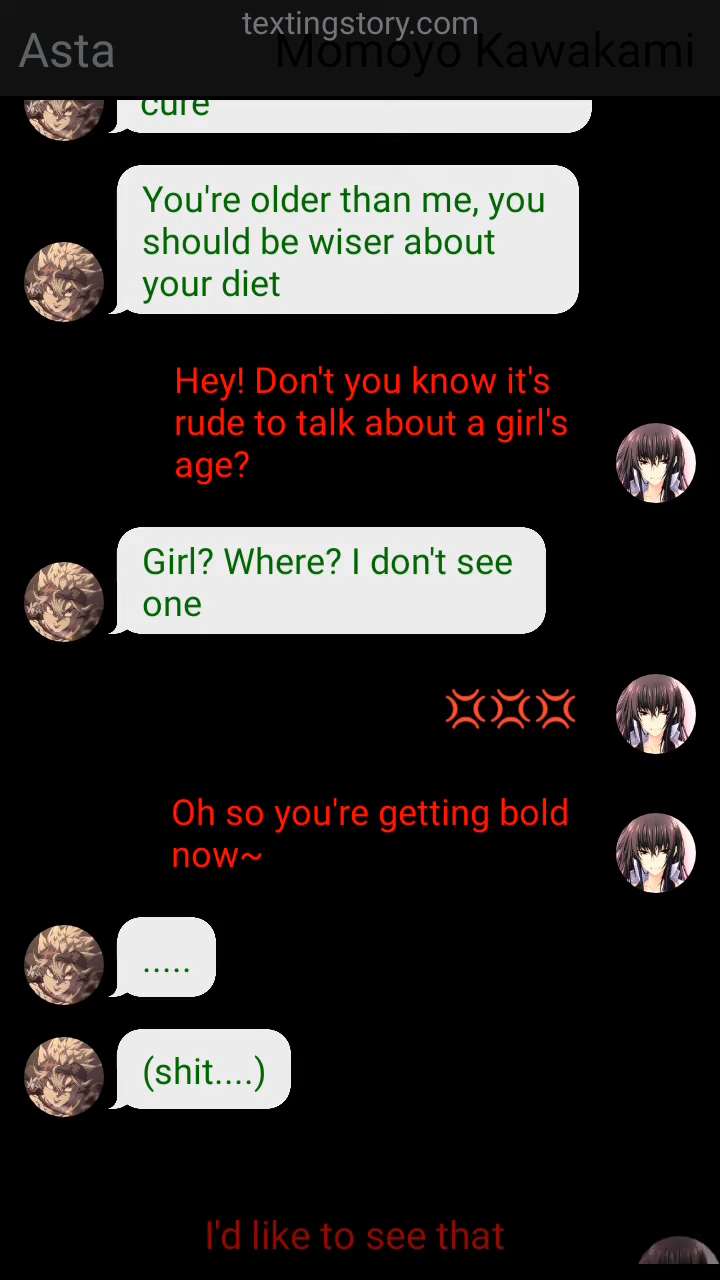 textingstory.com
Asta
Momoyo Kawakami
cure
You're older than me, you
should be wiser about
your diet
Hey! Don't you know it's
rude to talk about a girl's
age?
Girl? Where? I don't see
one
💢💢💢
Oh so you're getting bold
now~
.....
(shit....)
I'd like to see that